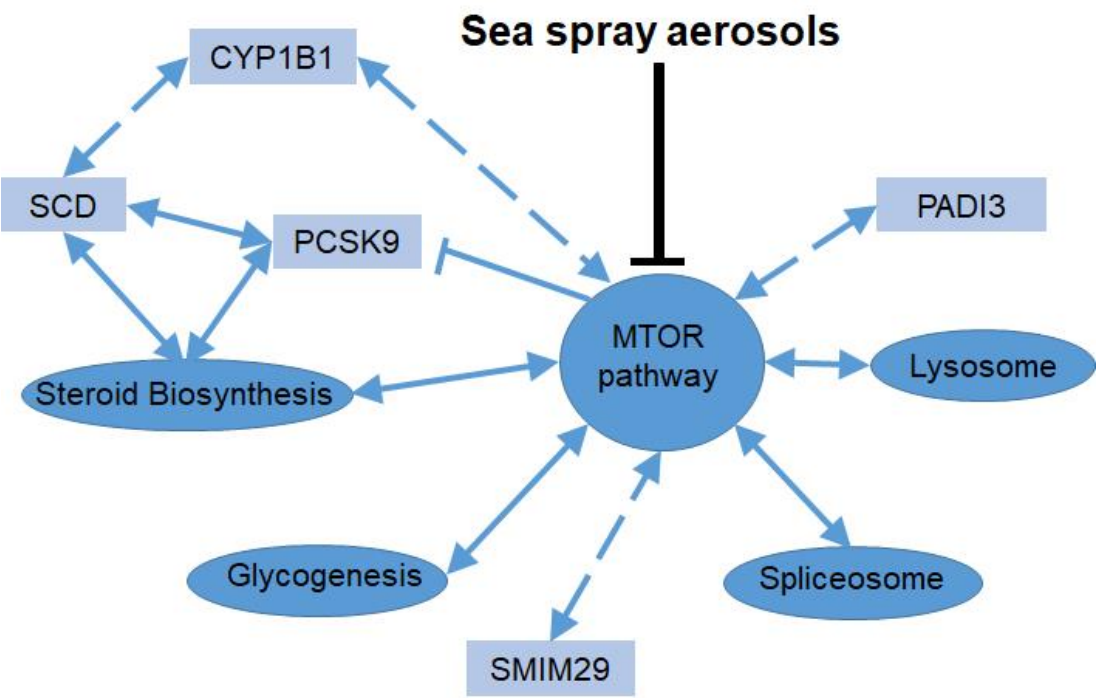 Sea spray aerosols
CYP1B1
SCD
PCSK9
PADI3
MTOR
pathway
Lysosome
Steroid Biosynthesis
Glycogenesis
Spliceosome
SMIM29